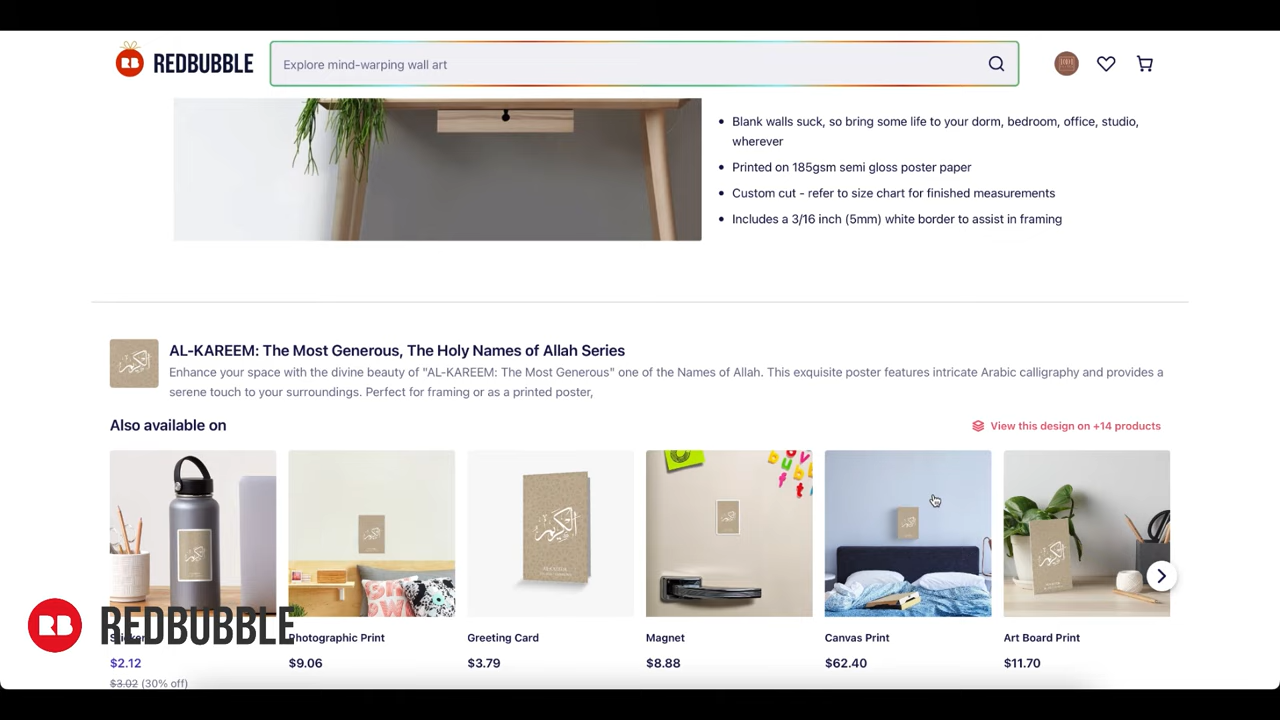 REDBUBBLE
Explore mind-warping wall art
Blank walls suck, so bring some life to your dorm, bedroom, office, studio,
wherever
Printed on 185gsm semi gloss poster paper
Custom cut - refer to size chart for finished measurements
Includes a 3/16 inch (5mm) white border to assist in framing
AL-KAREEM: The Most Generous, The Holy Names of Allah Series
Enhance your space with the divine beauty of "AL-KAREEM: The Most Generous" one of the Names of Allah. This exquisite poster features intricate Arabic calligraphy and provides a
serene touch to your surroundings. Perfect for framing or as a printed poster,
Also available on
View this design on +14 products
الكريم
REDBUBBLE
Sticker
Photographic Print
Greeting Card
Magnet
Canvas Print
Art Board Print
$2.12
$9.06
$3.79
$8.88
$62.40
$11.70
$3.02 (30% off)